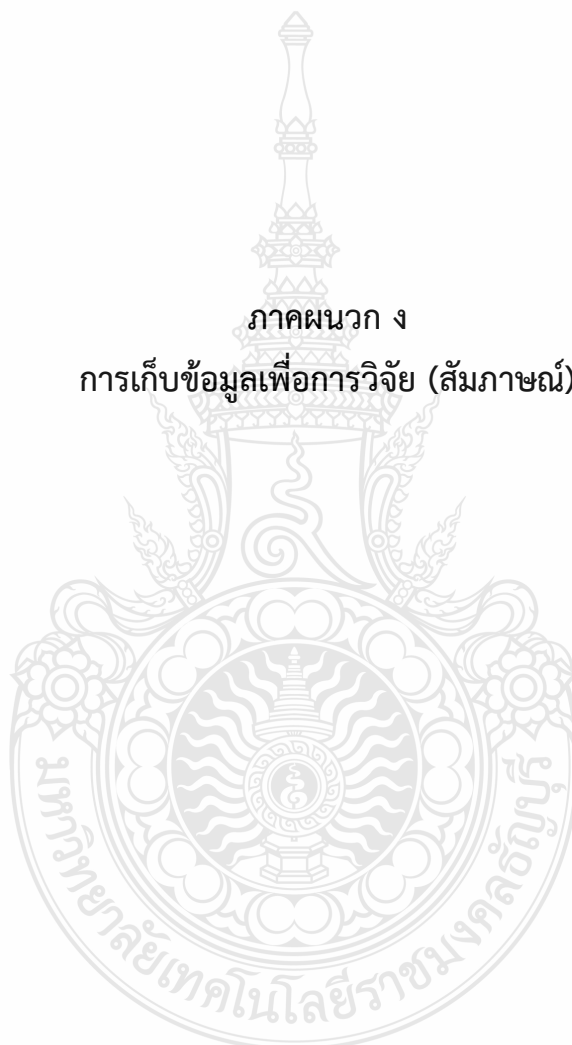 ภาคผนวก ง
การเก็บข้อมูลเพื่อการวิจัย (สัมภาษณ์)
มหาวิทยาลัยเทคโนโลยีราชมงคลธัญบุรี